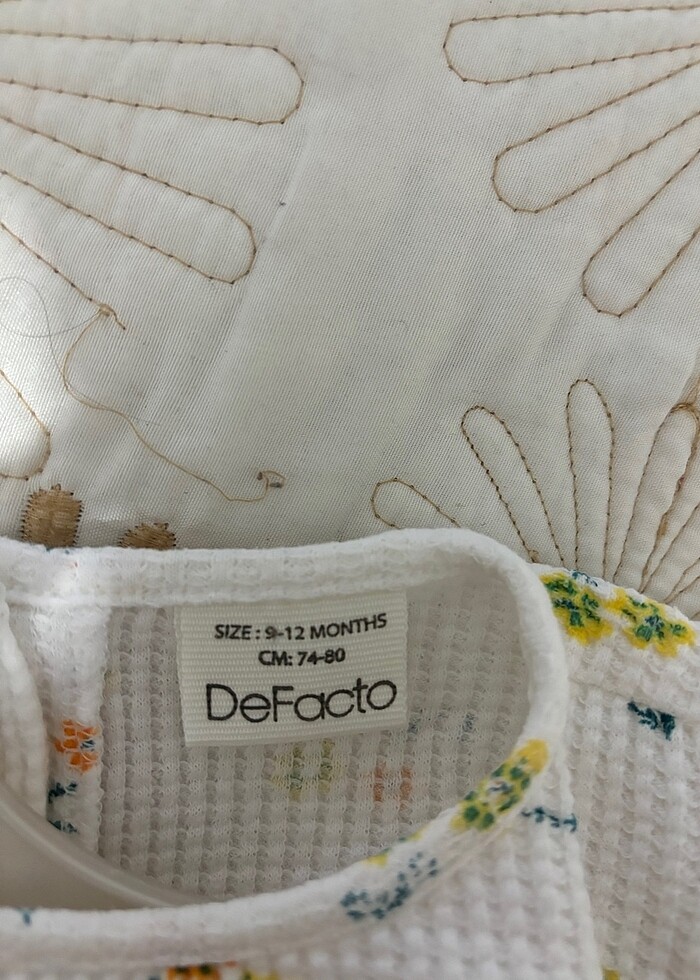 SIZE : 9-12 MONTHS
CM: 74-80
DeFacto